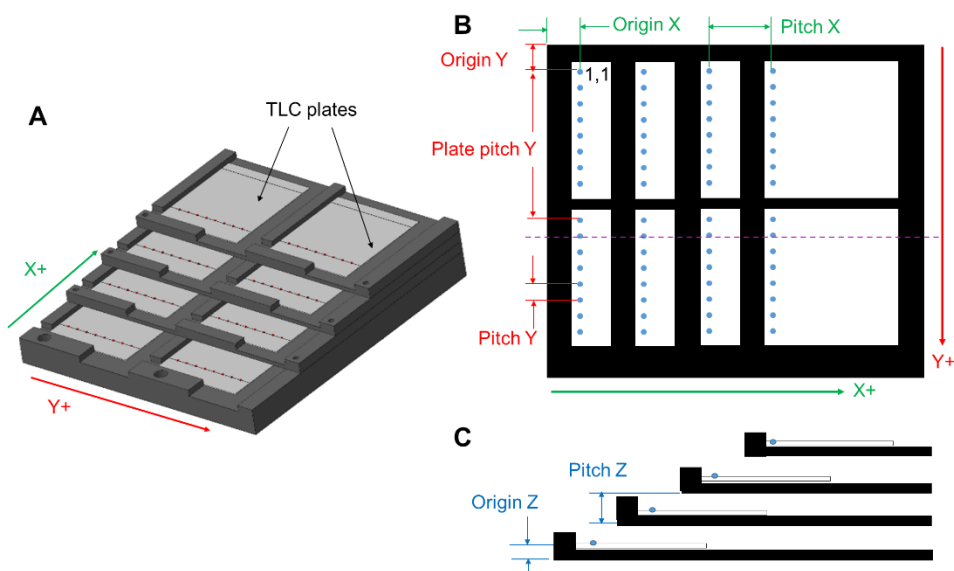 A
TLC plates
X+
Y+
B
Origin X
Pitch X
Origin Y
1,1
Plate pitch Y
Pitch Y
X+
Y+
C
Pitch Z
Origin Z